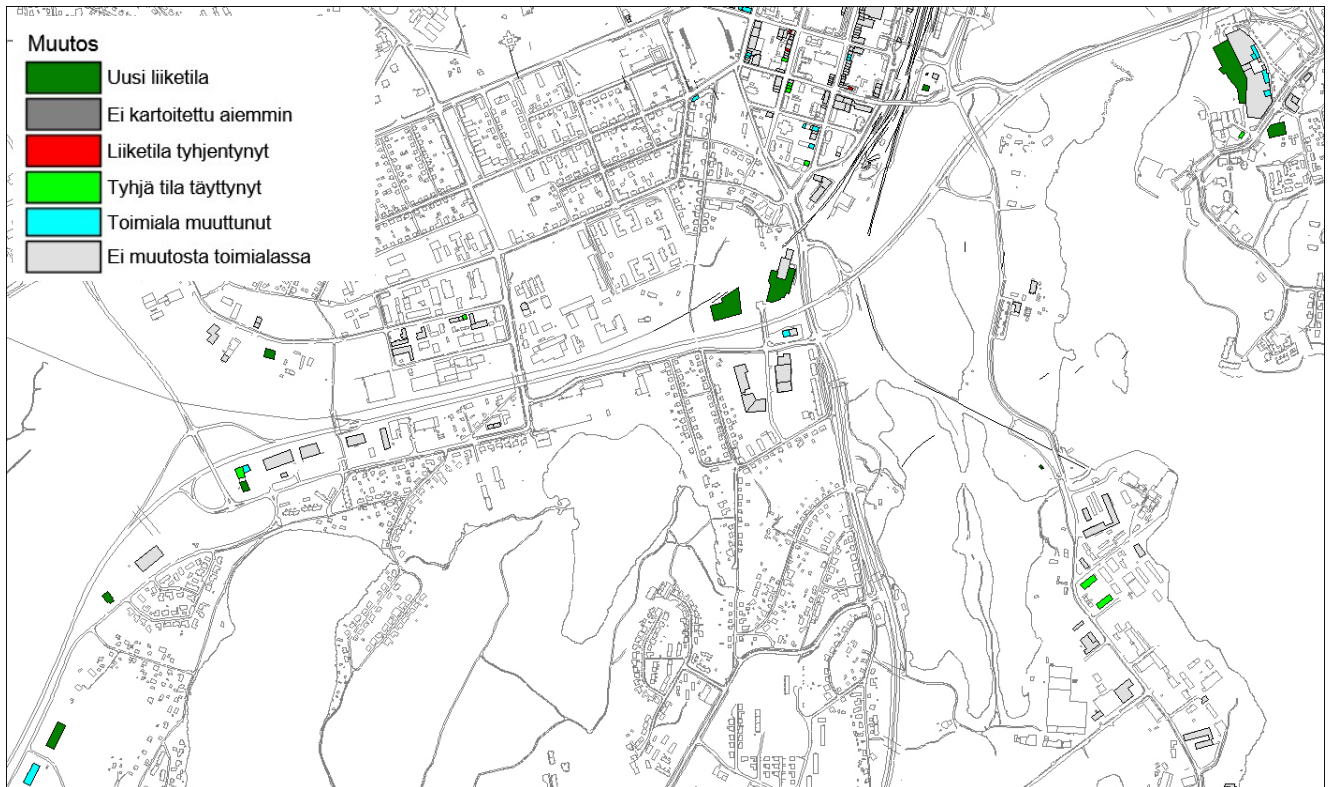 Muutos
Uusi liiketila
Ei kartoitettu aiemmin
Liiketila tyhjentynyt
Tyhjä tila täyttynyt
Toimiala muuttunut
Ei muutosta toimialassa